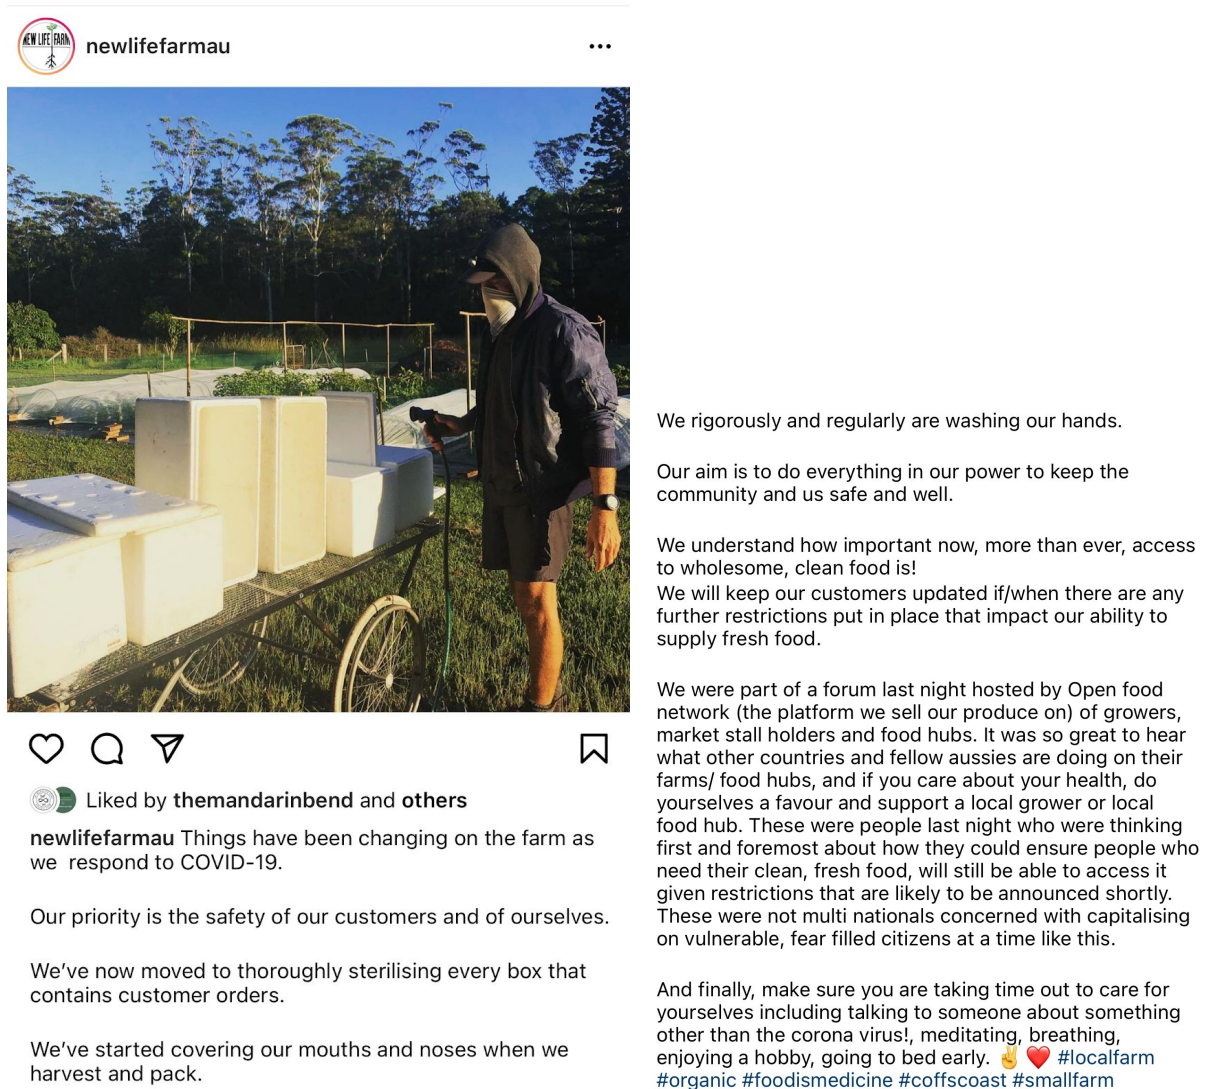 NEW LIFE FARM
newlifefarmau
Liked by themandarinbend and others
newlifefarmau Things have been changing on the farm as
we  respond to COVID-19.
Our priority is the safety of our customers and of ourselves.
We’ve now moved to thoroughly sterilising every box that
contains customer orders.
We’ve started covering our mouths and noses when we
harvest and pack.
We rigorously and regularly are washing our hands.
Our aim is to do everything in our power to keep the
community and us safe and well.
We understand how important now, more than ever, access
to wholesome, clean food is!
We will keep our customers updated if/when there are any
further restrictions put in place that impact our ability to
supply fresh food.
We were part of a forum last night hosted by Open food
network (the platform we sell our produce on) of growers,
market stall holders and food hubs. It was so great to hear
what other countries and fellow aussies are doing on their
farms/ food hubs, and if you care about your health, do
yourselves a favour and support a local grower or local
food hub. These were people last night who were thinking
first and foremost about how they could ensure people who
need their clean, fresh food, will still be able to access it
given restrictions that are likely to be announced shortly.
These were not multi nationals concerned with capitalising
on vulnerable, fear filled citizens at a time like this.
And finally, make sure you are taking time out to care for
yourselves including talking to someone about something
other than the corona virus!, meditating, breathing,
enjoying a hobby, going to bed early. ✌️ ❤️ #localfarm
#organic #foodismedicine #coffscoast #smallfarm